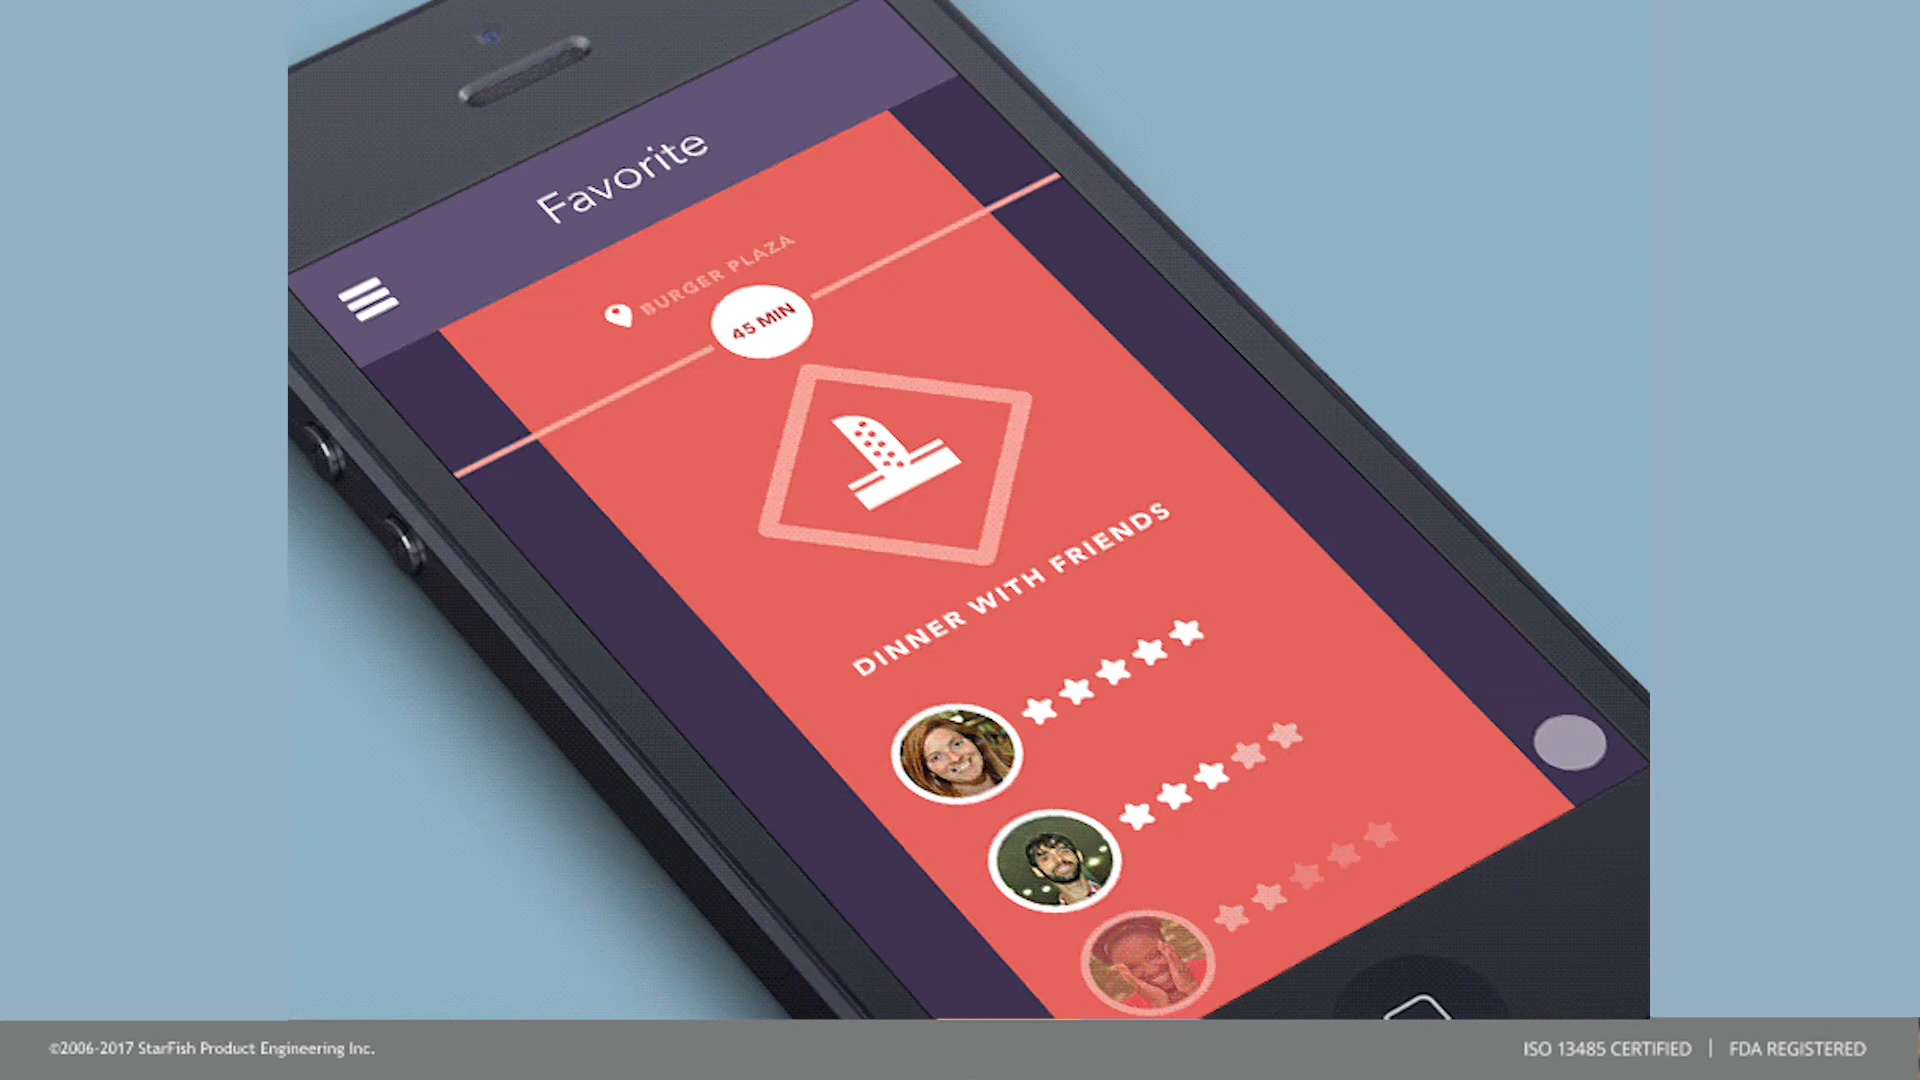 Favorite
BURGER PLAZA
45 MIN
DINNER WITH FRIENDS
©2006-2017 StarFish Product Engineering Inc.
ISO 13485 CERTIFIED | FDA REGISTERED